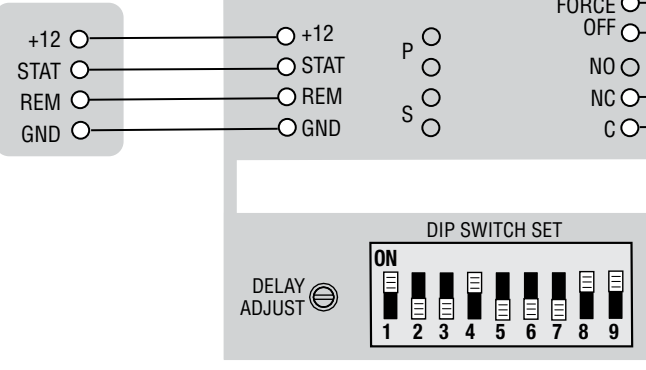 FORCE
OFF
+12
STAT
REM
GND
+12
STAT
REM
GND
P
S
NO
NC
C
DIP SWITCH SET
ON
DELAY
ADJUST
1 2 3 4 5 6 7 8 9